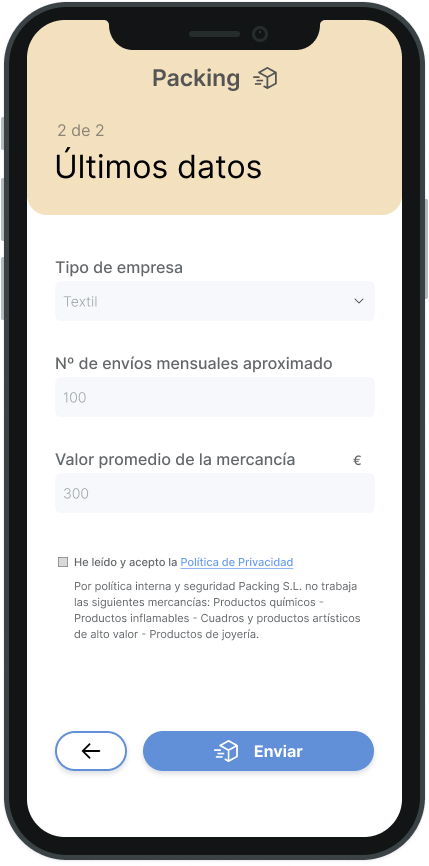 Packing
2 de 2
Últimos datos
Tipo de empresa
Textil
Nº de envíos mensuales aproximado
100
Valor promedio de la mercancía €
300
He leído y acepto la Política de Privacidad
Por política interna y seguridad Packing S.L. no trabaja
las siguientes mercancías: Productos químicos -
Productos inflamables - Cuadros y productos artísticos
de alto valor - Productos de joyería.
Enviar